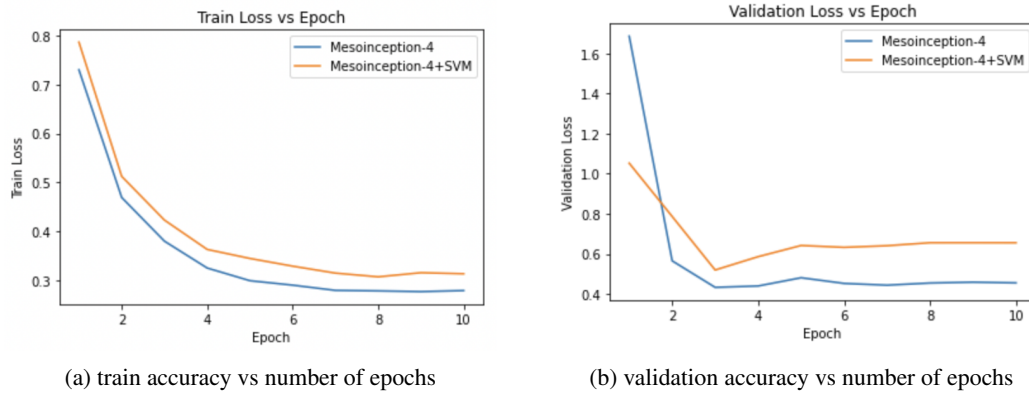 Train Loss vs Epoch
0.8
0.7
0.6
0.5
0.4
0.3
Train Loss
Mesoinception-4
Mesoinception-4+SVM
2 4 6 8 10
Epoch
(a) train accuracy vs number of epochs
Validation Loss vs Epoch
1.6
1.4
1.2
1.0
0.8
0.6
0.4
Validation Loss
Mesoinception-4
Mesoinception-4+SVM
2 4 6 8 10
Epoch
(b) validation accuracy vs number of epochs